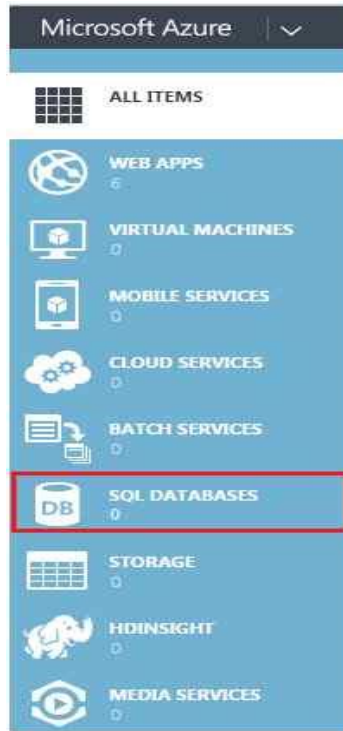 Microsoft Azure
ALL ITEMS
WEB APPS
6
VIRTUAL MACHINES
0
MOBILE SERVICES
0
CLOUD SERVICES
0
BATCH SERVICES
0
DB
SQL DATABASES
0
STORAGE
0
HDINSIGHT
0
MEDIA SERVICES
0